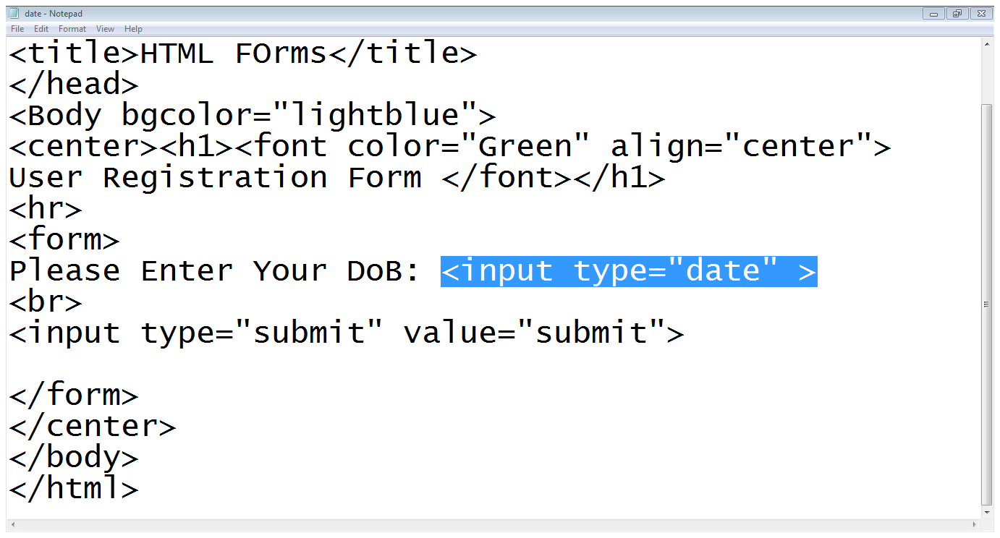 date - Notepad
File Edit Format View Help
<title>HTML FOrms</title>
</head>
<Body bgcolor="lightblue">
<center><h1><font color="Green" align="center">
User Registration Form </font></h1>
<hr>
<form>
Please Enter Your DoB: <input type="date" >
<br>
<input type="submit" value="submit">
</form>
</center>
</body>
</html>